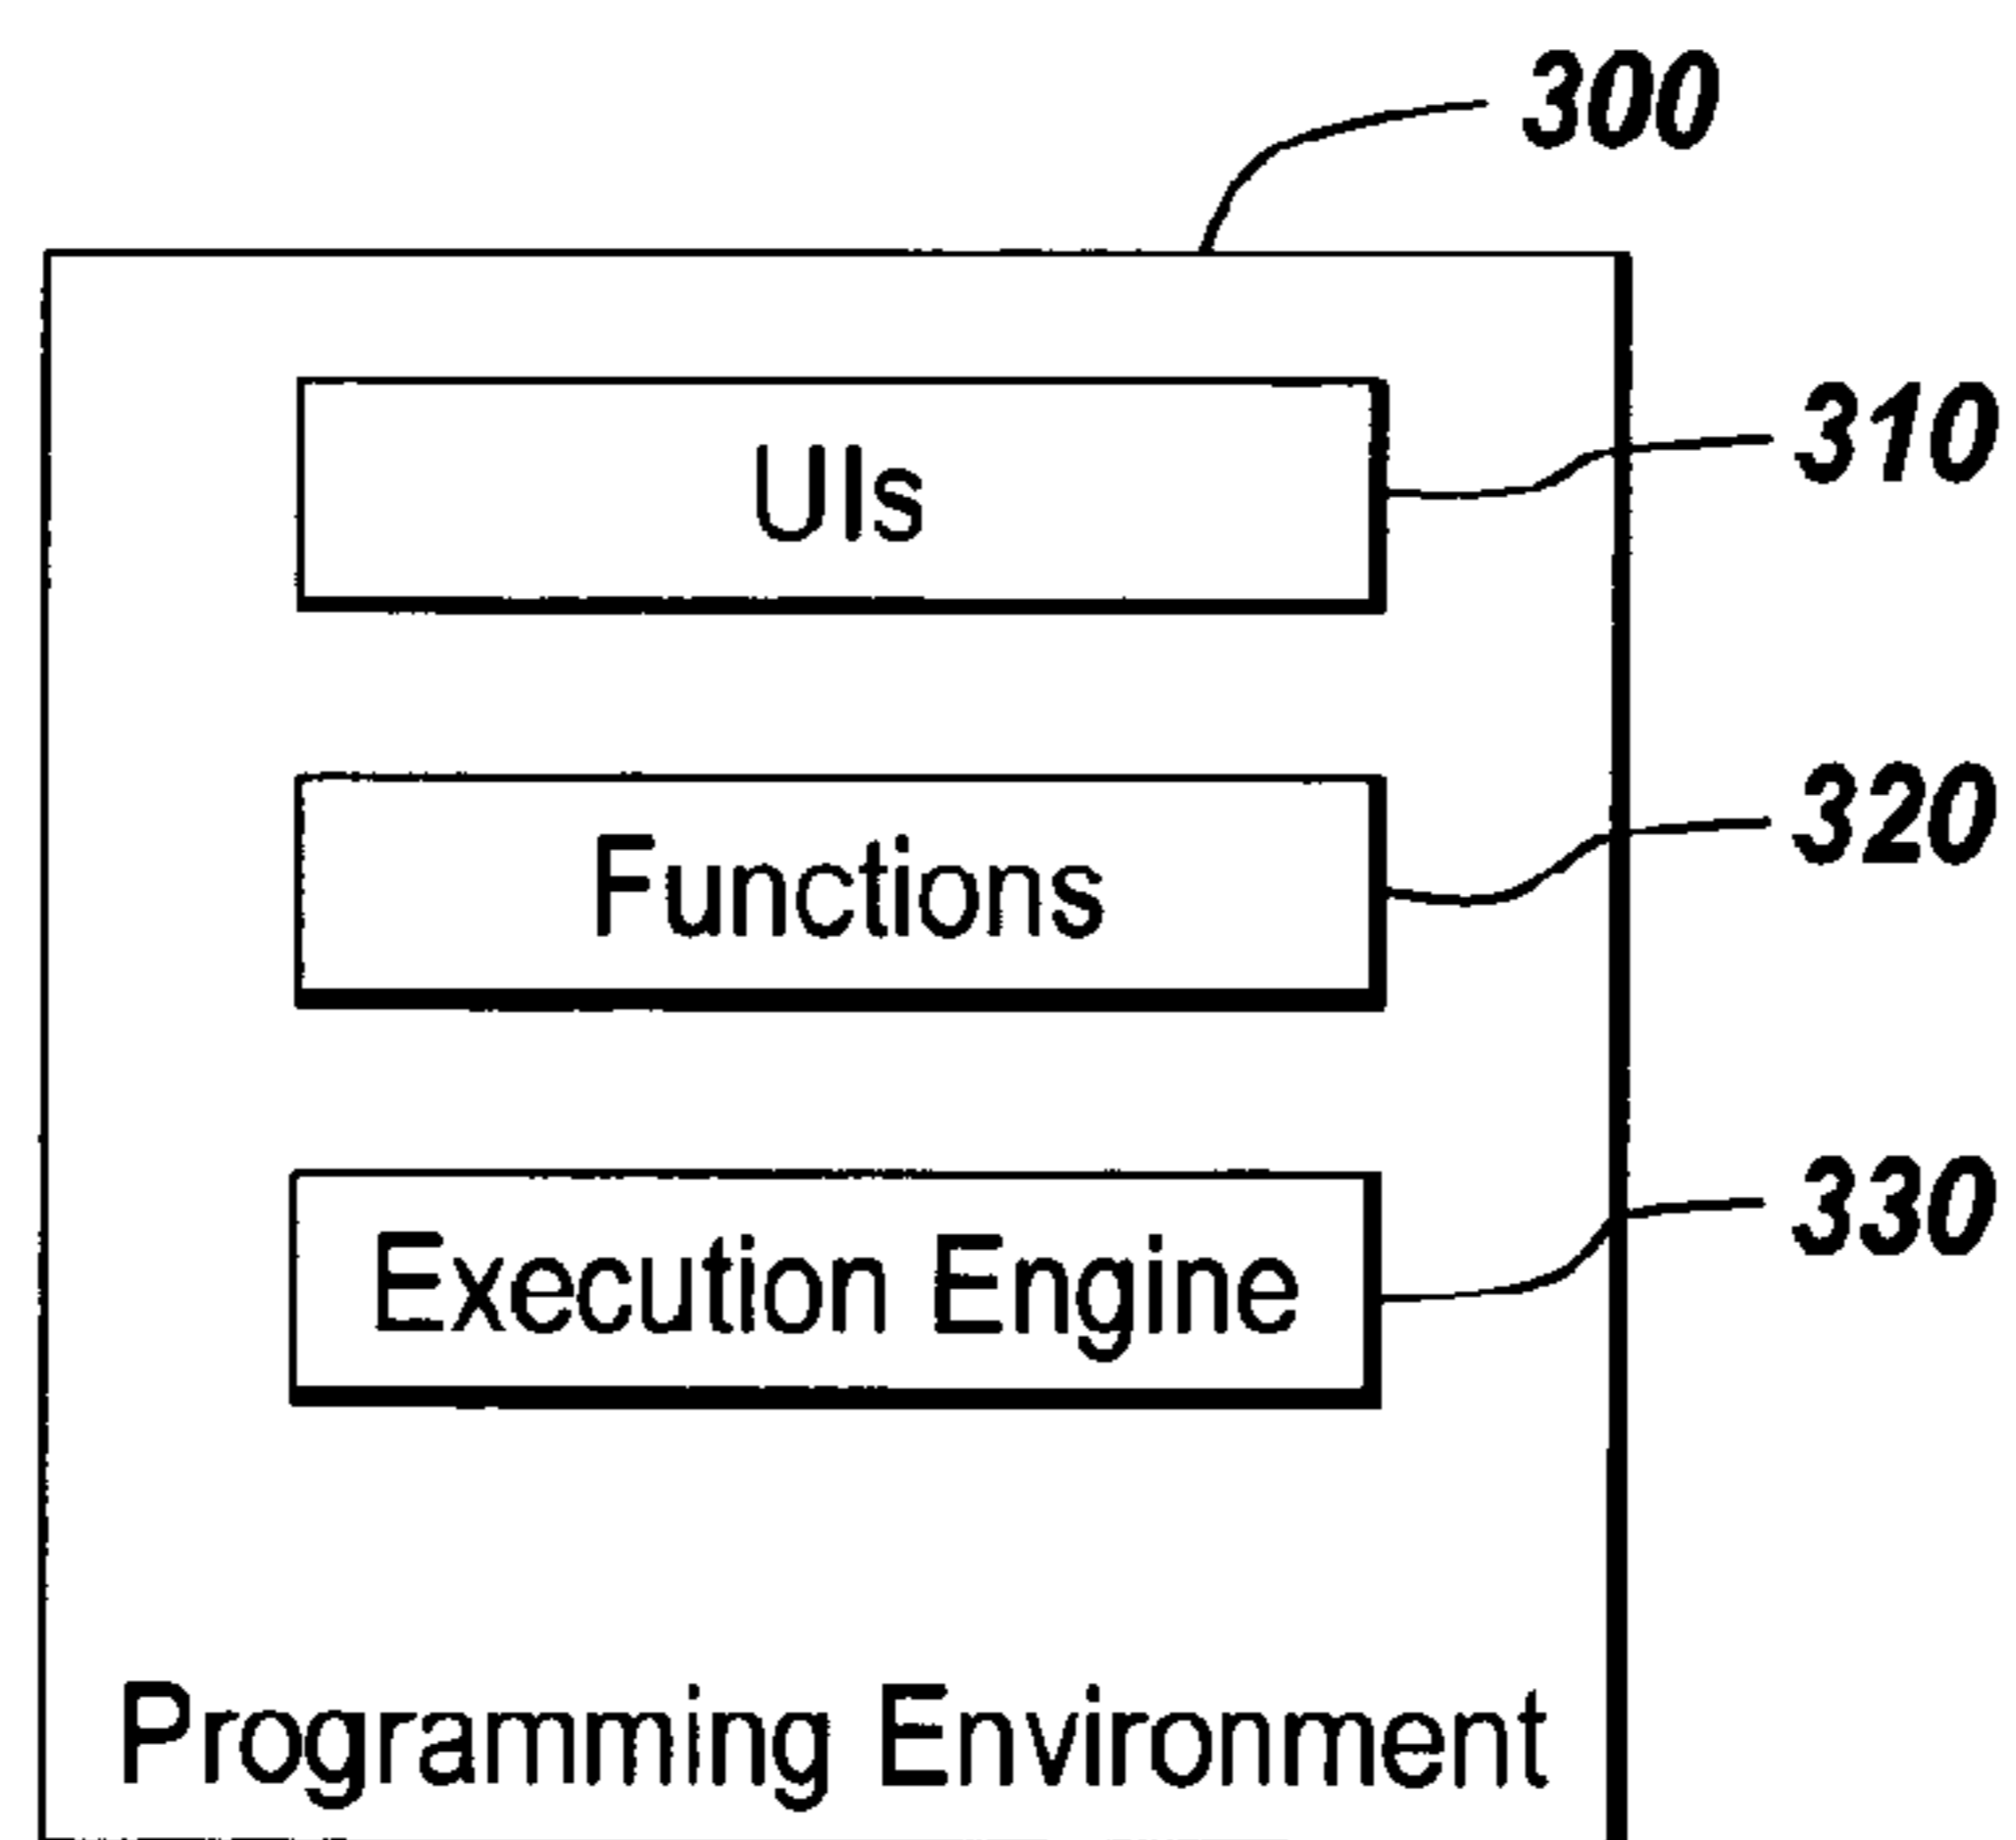 300
UIs
310
Functions
320
Execution Engine
330
Programming Environment